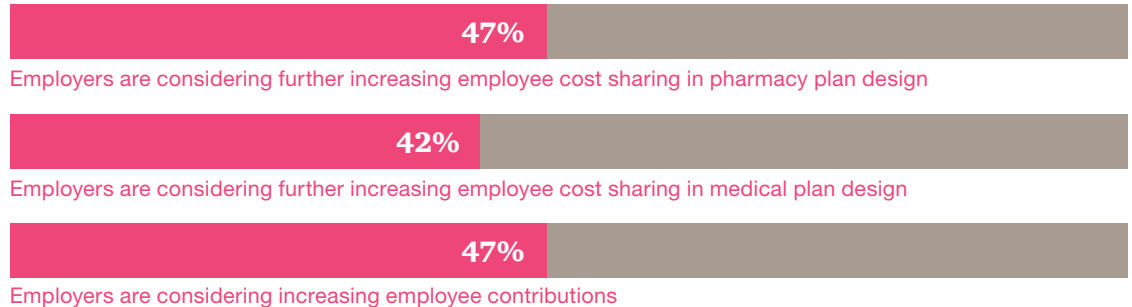 47%
Employers are considering further increasing employee cost sharing in pharmacy plan design
42%
Employers are considering further increasing employee cost sharing in medical plan design
47%
Employers are considering increasing employee contributions